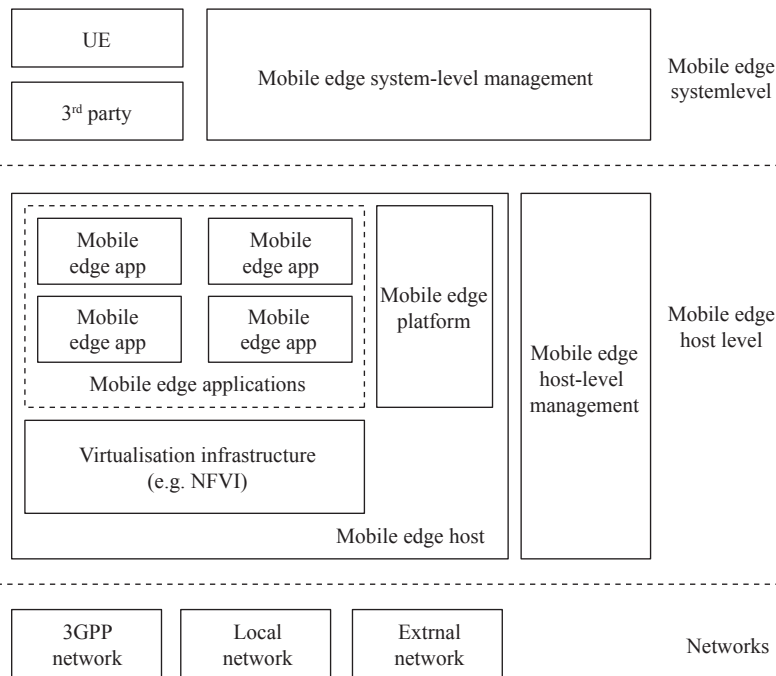 UE
3rd party
Mobile edge system-level management
Mobile edge
systemlevel
Mobile
edge app
Mobile
edge app
Mobile
edge app
Mobile
edge app
Mobile edge applications
Mobile edge
platform
Virtualisation infrastructure
(e.g. NFVI)
Mobile edge host
Mobile edge
host-level
management
Mobile edge
host level
3GPP
network
Local
network
Extrnal
network
Networks